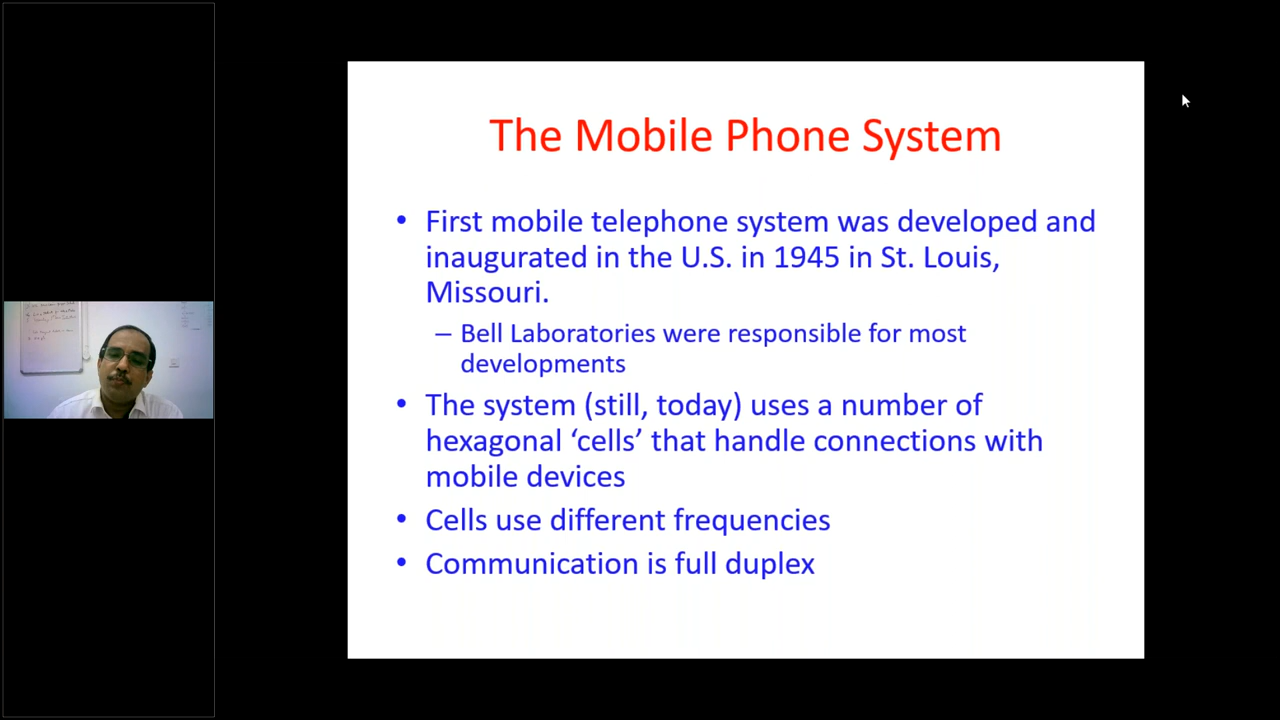 The Mobile Phone System
• First mobile telephone system was developed and
inaugurated in the U.S. in 1945 in St. Louis,
Missouri.
– Bell Laboratories were responsible for most
developments
• The system (still, today) uses a number of
hexagonal ‘cells’ that handle connections with
mobile devices
• Cells use different frequencies
• Communication is full duplex